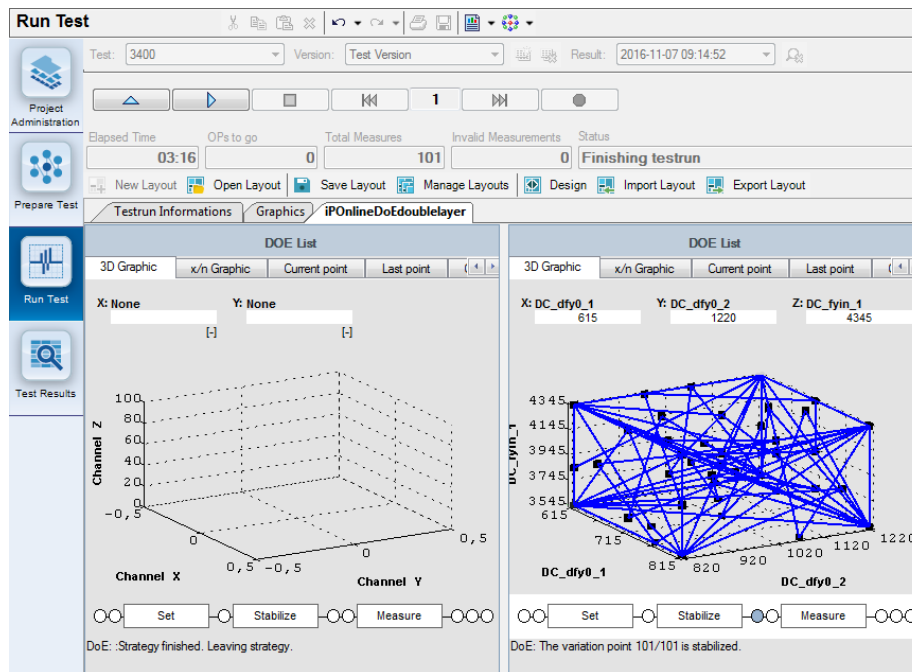 Run Test
Test: 3400 Version: Test Version Result: 2016-11-07 09:14:52
Project
Administration
1
Elapsed Time OPs to go Total Measures Invalid Measurements Status
03:16 0 101 0 Finishing testrun
New Layout Open Layout Save Layout Manage Layouts Design Import Layout Export Layout
Prepare Test
Testrun Informations Graphics iPOnlineDoEdoublelayer
DOE List
3D Graphic x/n Graphic Current point Last point
X: None Y: None
[-] [-]
Run Test
Test Results
100
80
60
40
20
0
Channel Z
-0,5 0 0,5
Channel X
-0,5 0 0,5
Channel Y
Set Stabilize Measure
DoE: :Strategy finished. Leaving strategy.
DOE List
3D Graphic x/n Graphic Current point Last point
X: DC_dfy0_1 Y: DC_dfy0_2 Z: DC_fyin_1
615 1220 4345
4345
4145
3945
3745
3545
DC_fyin_1
615 715 815
DC_dfy0_1
820 920 1020 1120 1220
DC_dfy0_2
Set Stabilize Measure
DoE: The variation point 101/101 is stabilized.